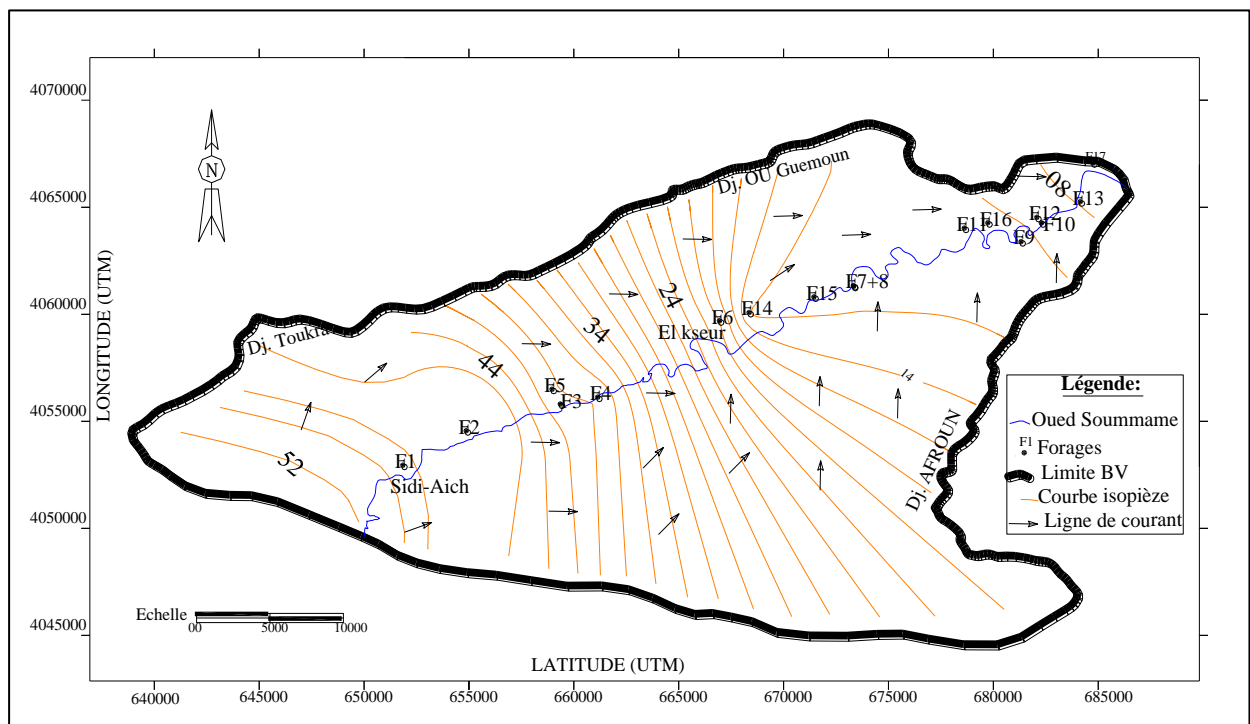 4070000
4065000
4060000
4055000
4050000
4045000
LONGITUDE (UTM)
N
Dj. OU Guemoun
F17
08
F13
F12
F10
F16
F9
F7+8
F15
F14
F6
El kseur
24
34
44
Dj. Toukra
F5
F3
F4
F2
F1
Sidi-Aich
52
14
Dj. AFROUN
Légende:
Oued Soummame
F1 Forages
Limite BV
Courbe isopièze
Ligne de courant
Echelle
00 5000 10000
LATITUDE (UTM)
640000 645000 650000 655000 660000 665000 670000 675000 680000 685000